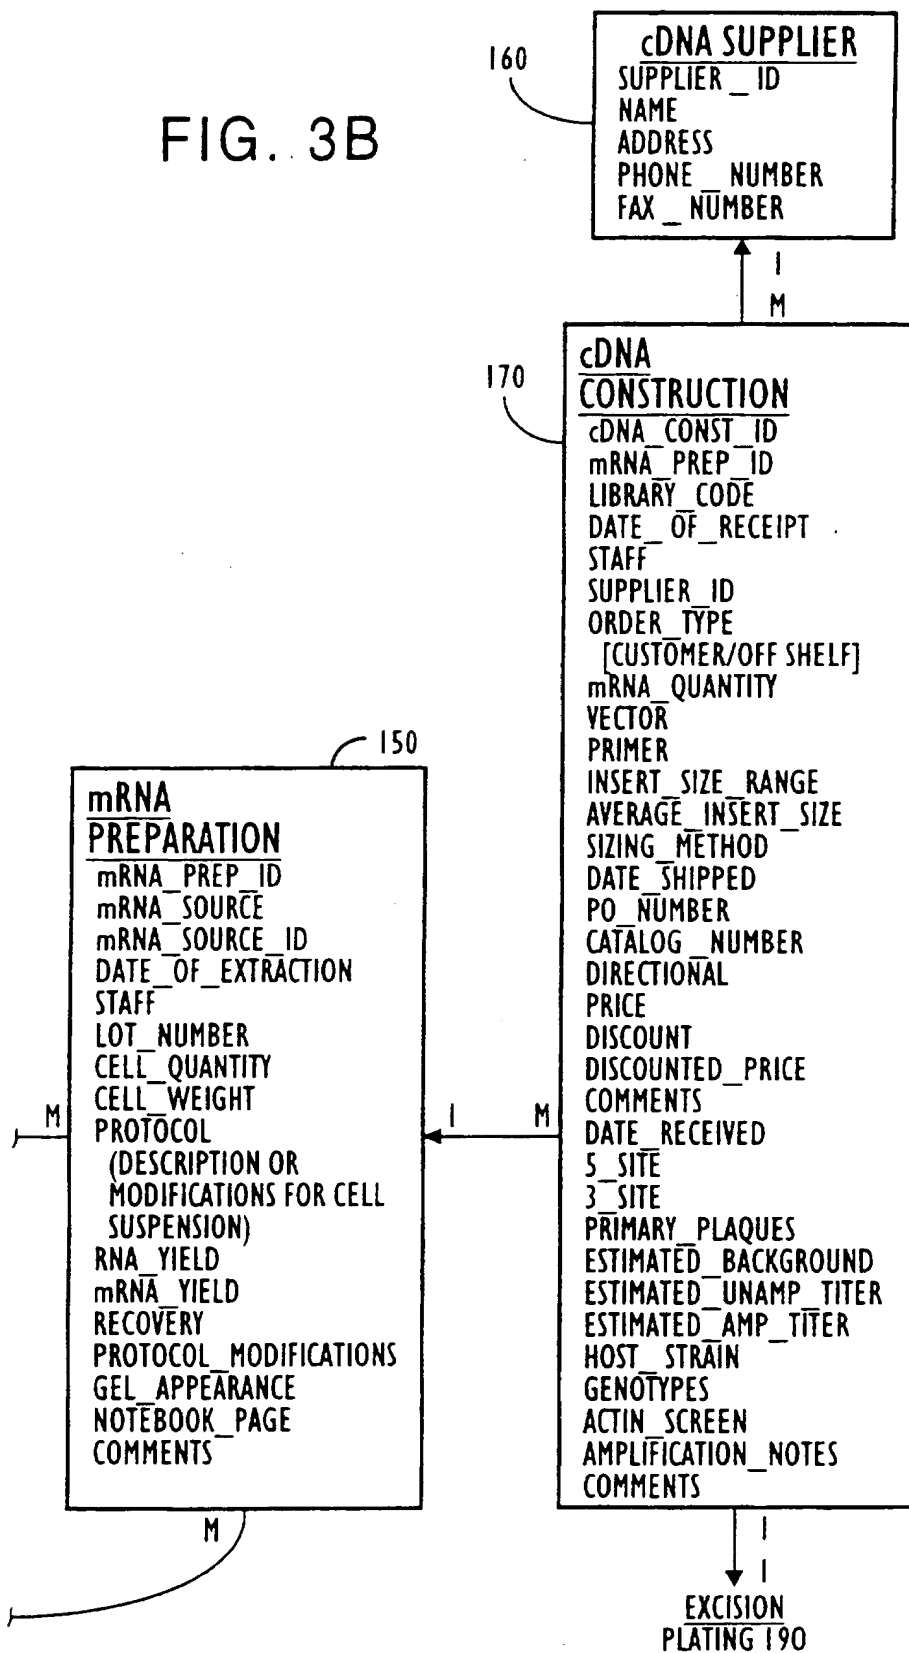 FIG. 3B
160
cDNA SUPPLIER
SUPPLIER_ID
NAME
ADDRESS
PHONE_NUMBER
FAX_NUMBER
1
M
170
cDNA
CONSTRUCTION
cDNA_CONST_ID
mRNA_PREP_ID
LIBRARY_CODE
DATE_OF_RECEIPT
STAFF
SUPPLIER_ID
ORDER_TYPE
[CUSTOMER/OFF SHELF]
mRNA_QUANTITY
VECTOR
PRIMER
INSERT_SIZE_RANGE
AVERAGE_INSERT_SIZE
SIZING_METHOD
DATE_SHIPPED
PO_NUMBER
CATALOG_NUMBER
DIRECTIONAL
PRICE
DISCOUNT
DISCOUNTED_PRICE
COMMENTS
DATE_RECEIVED
5_SITE
3_SITE
PRIMARY_PLAQUES
ESTIMATED_BACKGROUND
ESTIMATED_UNAMP_TITER
ESTIMATED_AMP_TITER
HOST_STRAIN
GENOTYPES
ACTIN_SCREEN
AMPLIFICATION_NOTES
COMMENTS
150
mRNA
PREPARATION
mRNA_PREP_ID
mRNA_SOURCE
mRNA_SOURCE_ID
DATE_OF_EXTRACTION
STAFF
LOT_NUMBER
CELL_QUANTITY
CELL_WEIGHT
PROTOCOL
(DESCRIPTION OR
MODIFICATIONS FOR CELL
SUSPENSION)
RNA_YIELD
mRNA_YIELD
RECOVERY
PROTOCOL_MODIFICATIONS
GEL_APPEARANCE
NOTEBOOK_PAGE
COMMENTS
M
1
M
M
1
1
EXCISION
PLATING 190